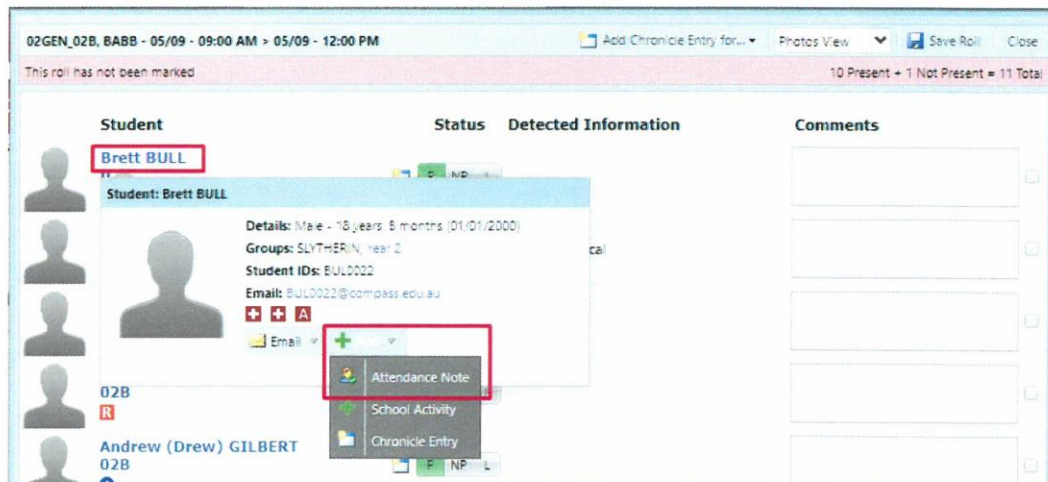 02GEN_02B, BABB - 05/09 - 09:00 AM > 05/09 - 12:00 PM Add Chronicle Entry for... Photos View Save Roll Close
This roll has not been marked 10 Present + 1 Not Present = 11 Total
Student Status Detected Information Comments
Brett BULL
P NP L
Student: Brett BULL
Details: Male - 18 years, 8 months (01/01/2000)
Groups: SLYTHERIN, Year 2
cal
Student IDs: BUL0022
Email: BUL0022@compass.edu.au
A
Email
Attendance Note
02B
R
School Activity
Chronicle Entry
Andrew (Drew) GILBERT
02B P NP L